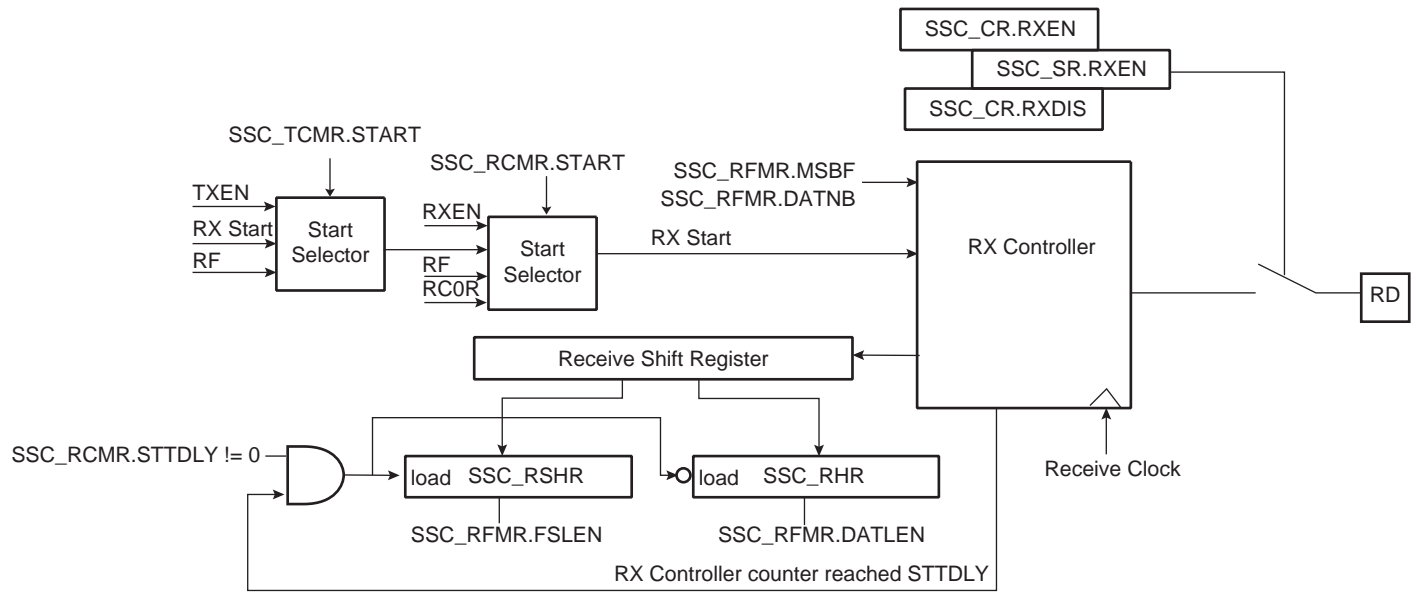 SSC_CR.RXEN
SSC_SR.RXEN
SSC_CR.RXDIS
SSC_TCMR.START
SSC_RCMR.START
SSC_RFMR.MSBF
SSC_RFMR.DATNB
TXEN
RX Start
RF
Start
Selector
RXEN
RF
RC0R
Start
Selector
RX Start
RX Controller
RD
Receive Shift Register
SSC_RCMR.STTDLY != 0
load SSC_RSHR
load SSC_RHR
Receive Clock
SSC_RFMR.FSLEN
SSC_RFMR.DATLEN
RX Controller counter reached STTDLY